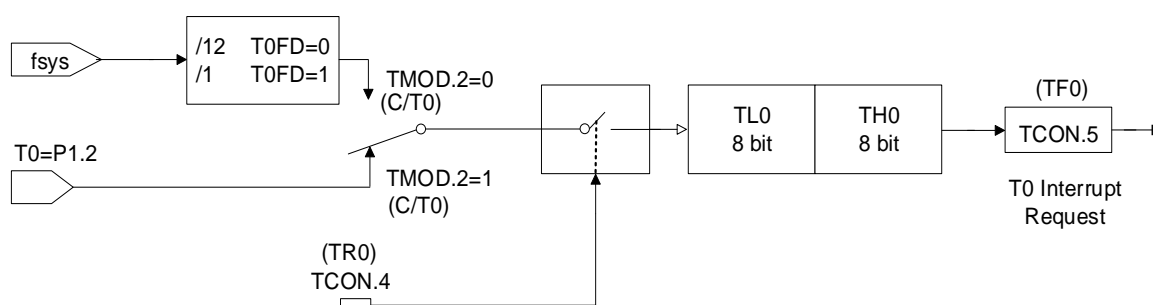 fsys
/12 T0FD=0
/1 T0FD=1
TMOD.2=0
(C/T0)
T0=P1.2
TMOD.2=1
(C/T0)
(TR0)
TCON.4
TL0
8 bit
TH0
8 bit
(TF0)
TCON.5
T0 Interrupt
Request